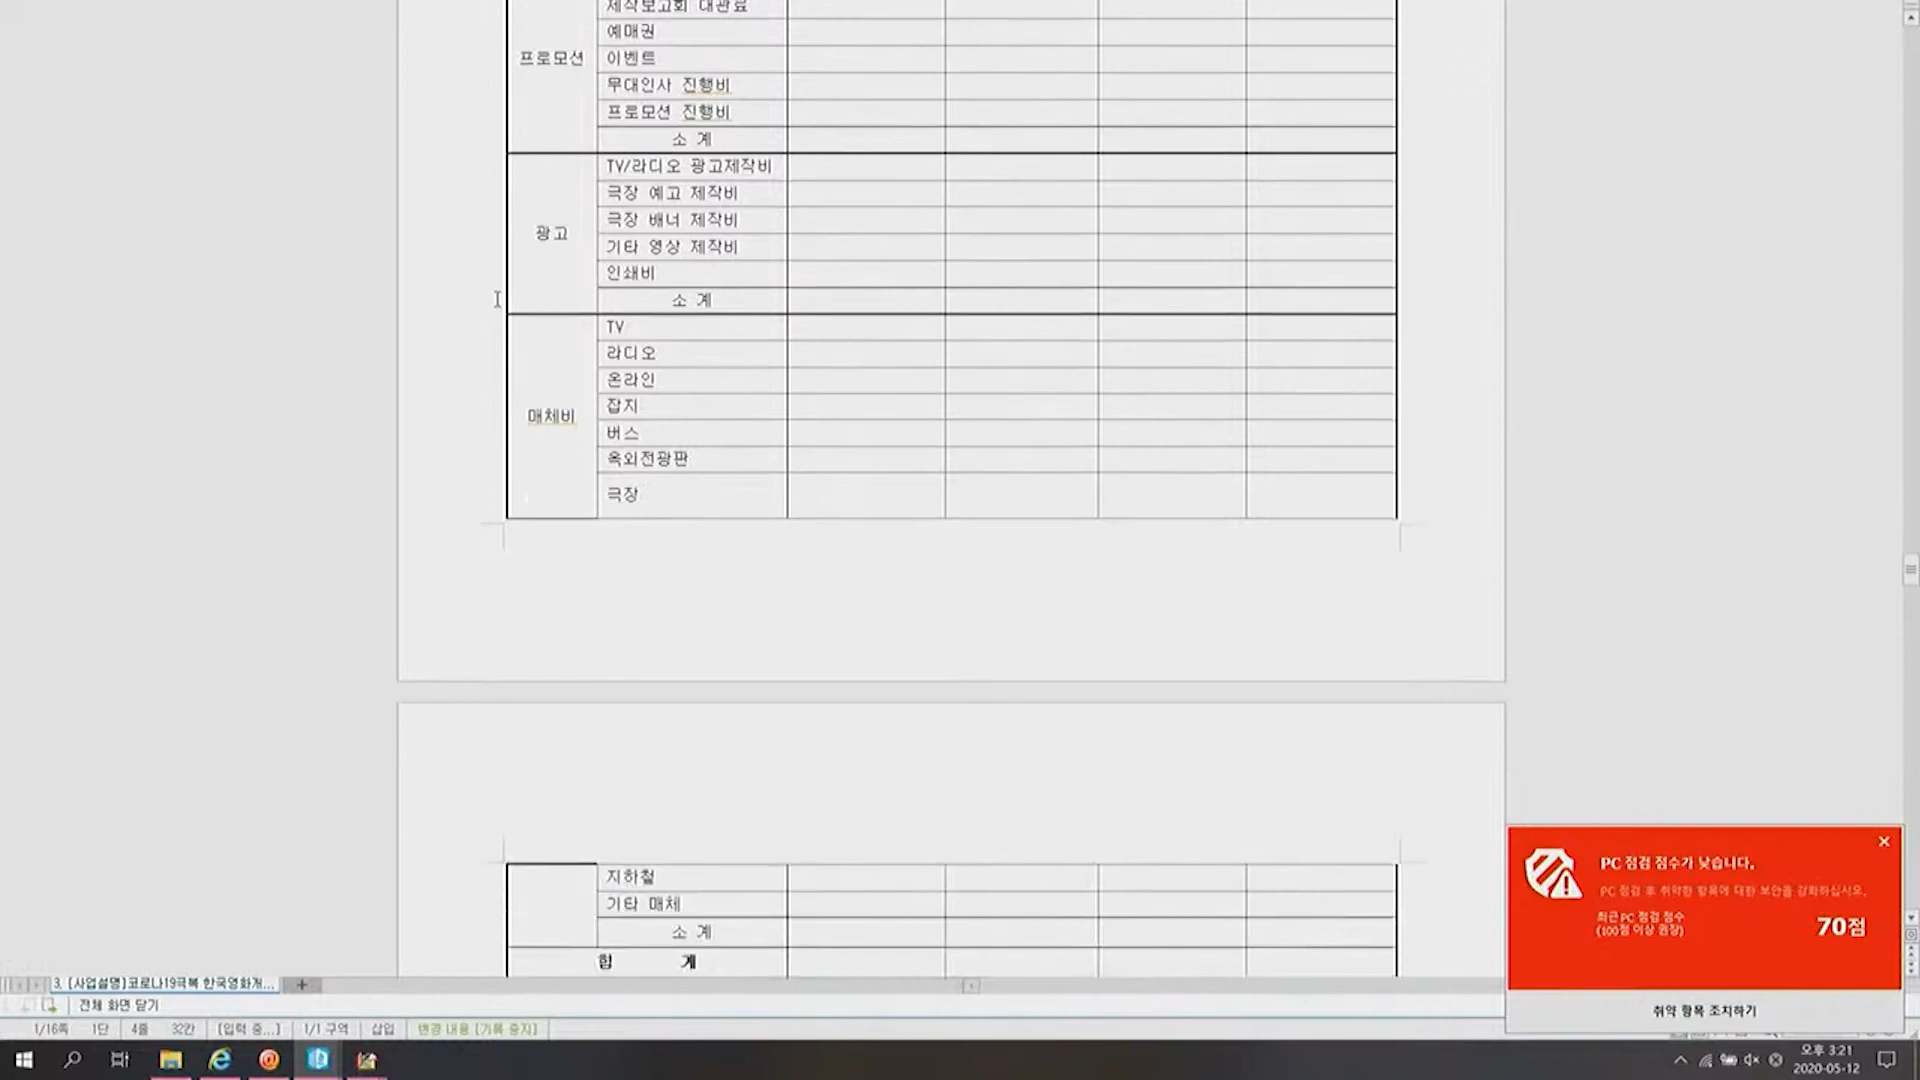 제작보고회 대관료
예매권
프로모션
이벤트
무대인사 진행비
프로모션 진행비
소 계
TV/라디오 광고제작비
극장 예고 제작비
극장 배너 제작비
광고
기타 영상 제작비
인쇄비
소 계
TV
라디오
온라인
잡지
매체비
버스
옥외전광판
극장
지하철
기타 매체
소 계
합 계
PC 점검 점수가 낮습니다.
PC 점검 후 취약한 항목에 대한 보안을 강화하십시오.
최근 PC 점검 점수
(100점 이상 권장)
70점
취약 항목 조치하기
3. [사업설명]코로나19극복 한국영화개...
전체 화면 닫기
1/16쪽 1단 4줄 32칸 [입력 중...] 1/1 구역 삽입 변경 내용 [기록 중지]
오후 3:21
2020-05-12